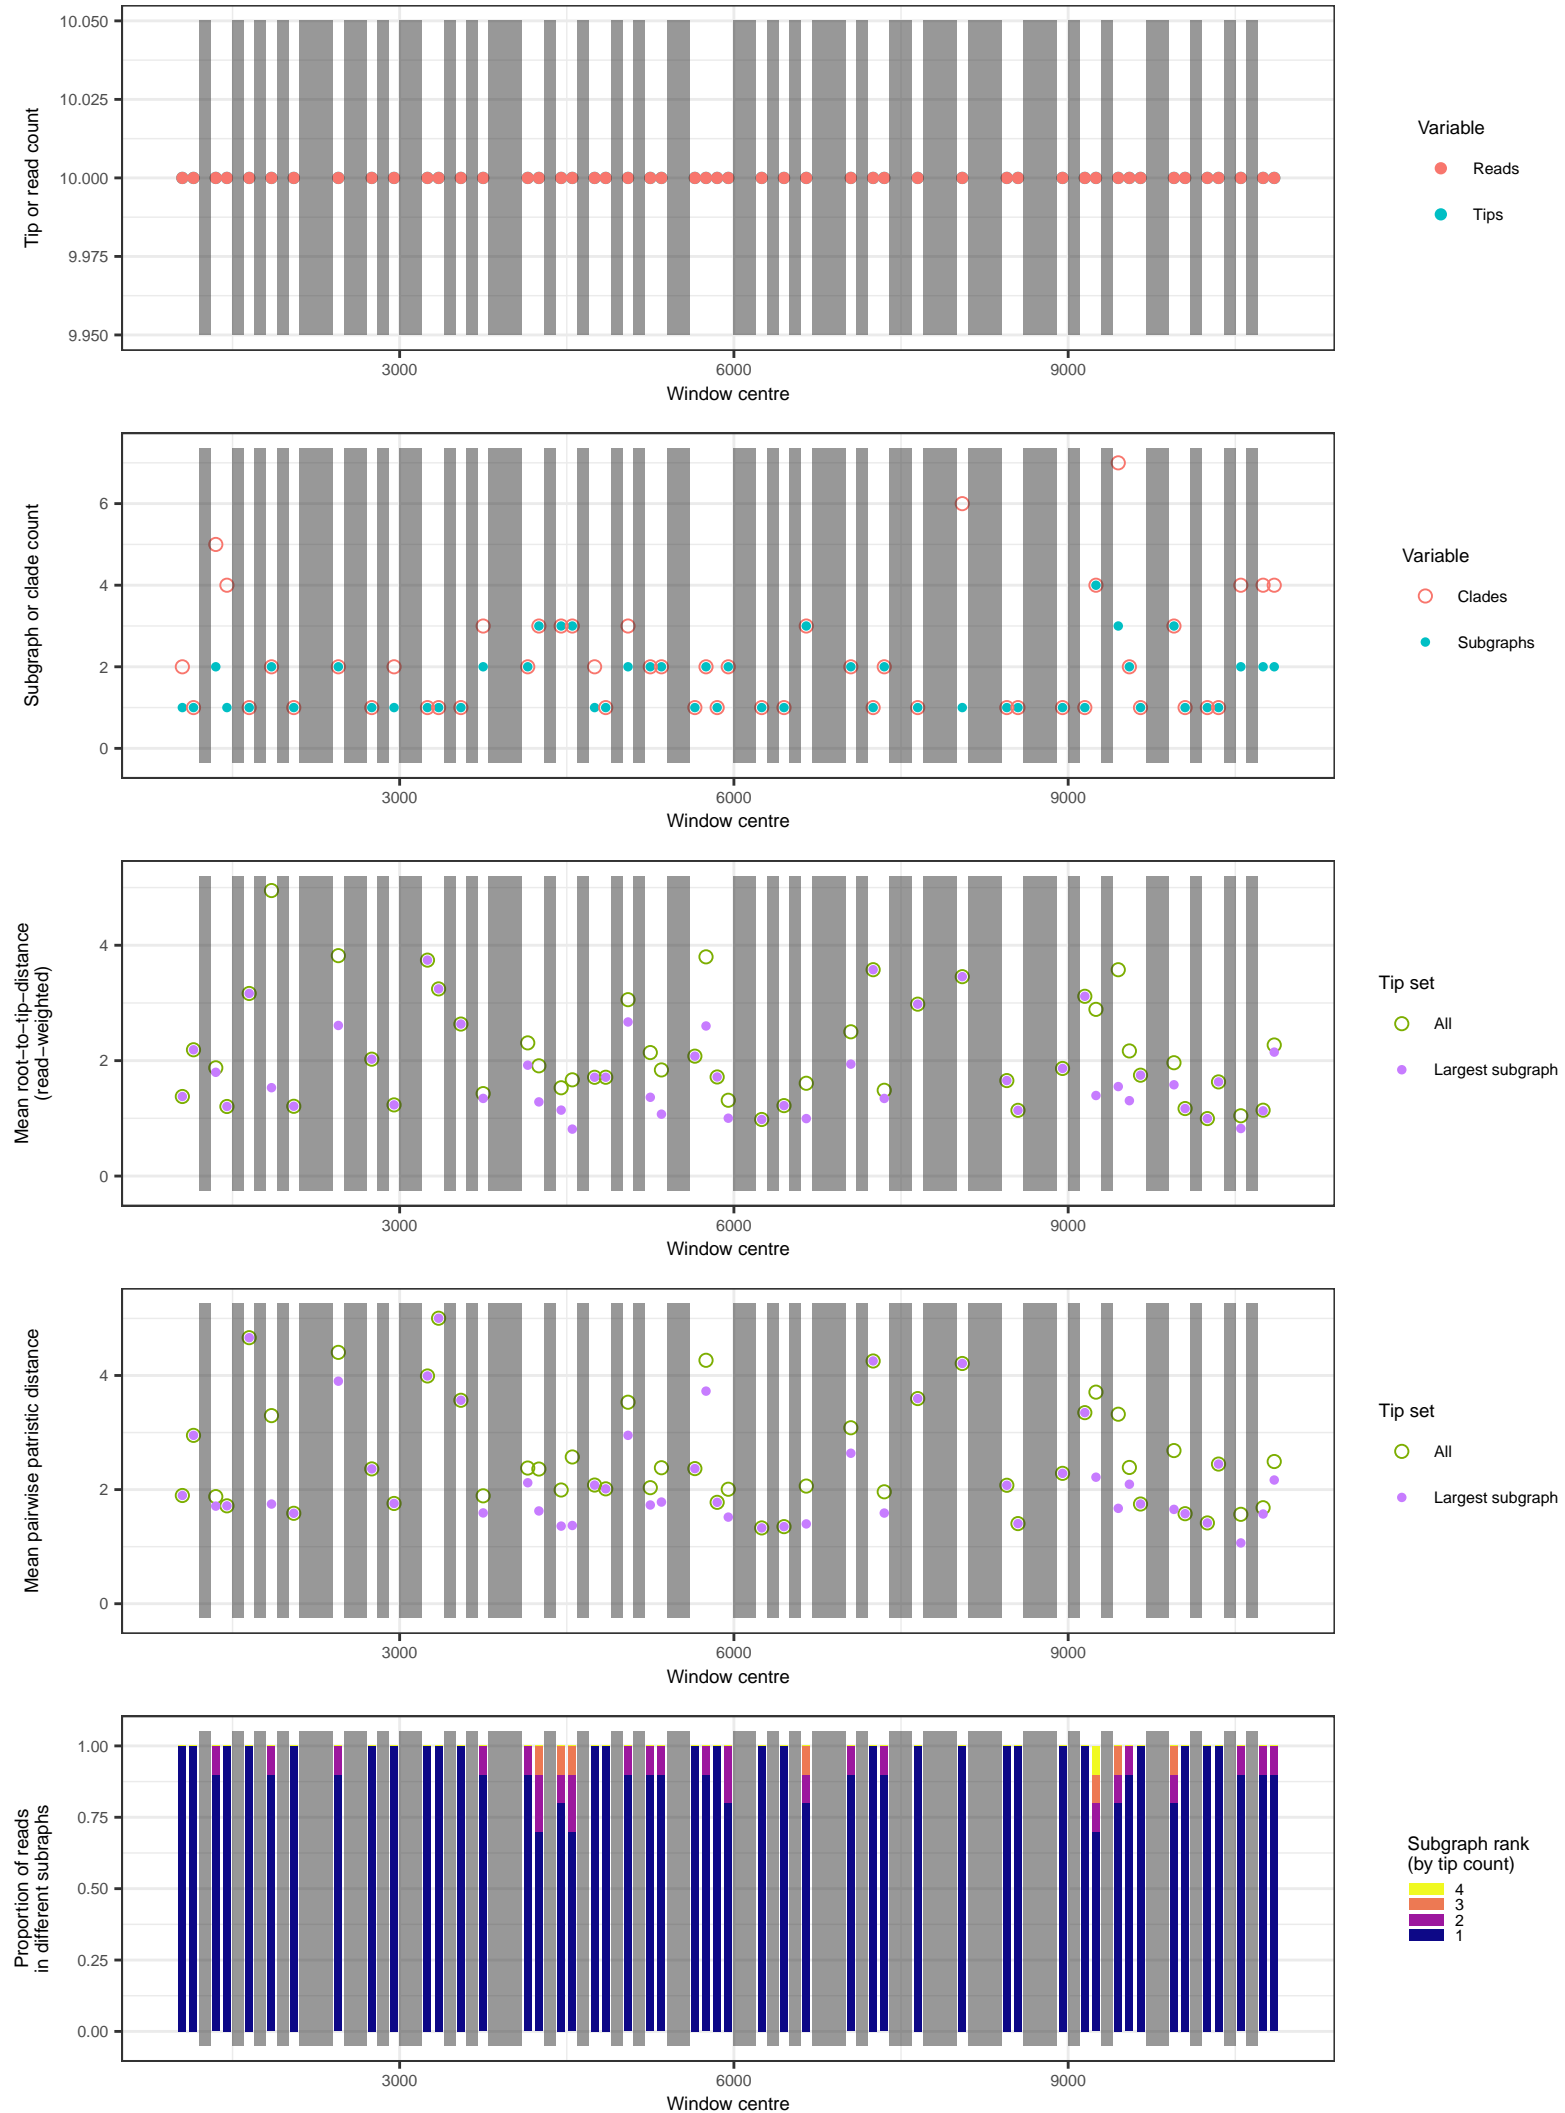 10.050
10.025
10.000
9.975
9.950
Tip or read count
3000
6000
9000
Window centre
Variable
Reads
Tips
6
4
2
0
Subgraph or clade count
3000
6000
9000
Window centre
Variable
Clades
Subgraphs
4
2
0
Mean root−to−tip−distance
(read−weighted)
3000
6000
9000
Window centre
Tip set
All
Largest subgraph
4
2
0
Mean pairwise patristic distance
3000
6000
9000
Window centre
Tip set
All
Largest subgraph
1.00
0.75
0.50
0.25
0.00
Proportion of reads
in different subraphs
3000
6000
9000
Window centre
Subgraph rank
(by tip count)
4
3
2
1